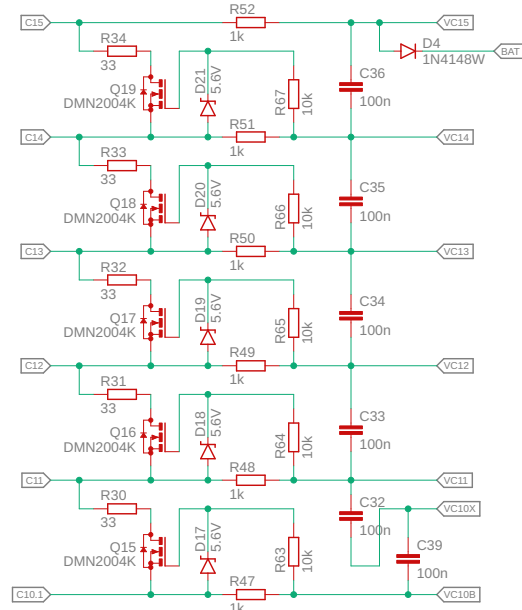 C15
R52
1k
VC15
R34
33
D4
1N4148W
BAT
Q19
DMN2004K
D21
5.6V
R67
10k
C36
100n
C14
R51
1k
VC14
R33
33
Q18
DMN2004K
D20
5.6V
R66
10k
C35
100n
C13
R50
1k
VC13
R32
33
Q17
DMN2004K
D19
5.6V
R65
10k
C34
100n
C12
R49
1k
VC12
R31
33
Q16
DMN2004K
D18
5.6V
R64
10k
C33
100n
C11
R48
1k
VC11
R30
33
Q15
DMN2004K
D17
5.6V
R63
10k
C32
100n
VC10X
C39
100n
C10.1
R47
1k
VC10B